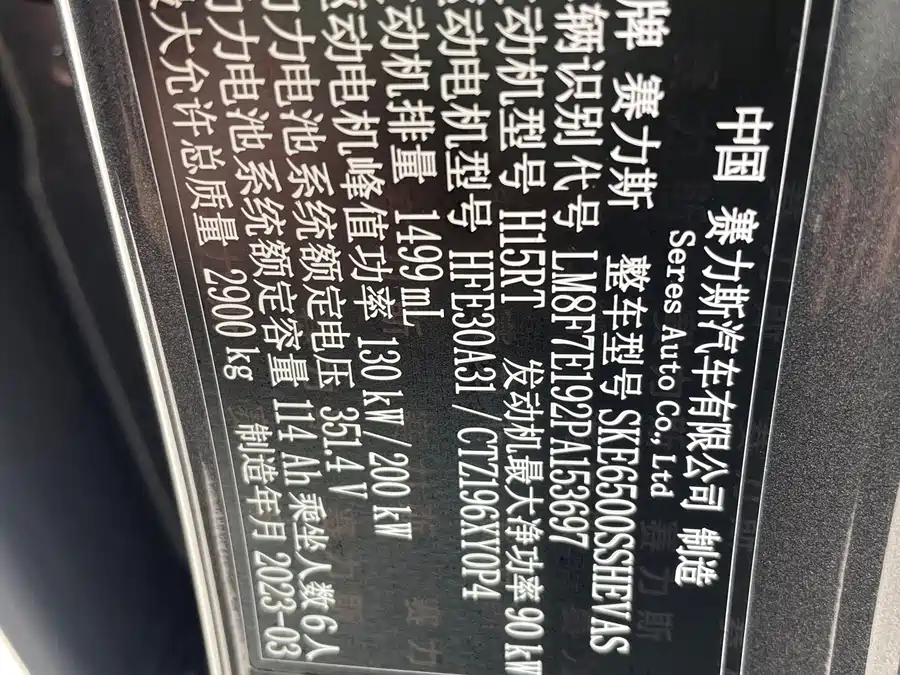 中国 赛力斯汽车有限公司 制造
Seres Auto Co., Ltd
牌 赛力斯 整车型号 SKE6500SSHEVAS
辆识别代号 LM8F7E192PA153697
动机型号 H15RT 发动机最大净功率 90 kW
动电机型号 HFE30A31 / CTZ196XY0P4
动机排量 1499 mL
动电机峰值功率 130 kW / 200 kW
力电池系统额定电压 351.4 V
力电池系统额定容量 114 Ah 乘坐人数 6人
大允许总质量 2900 kg 制造年月 2023-03